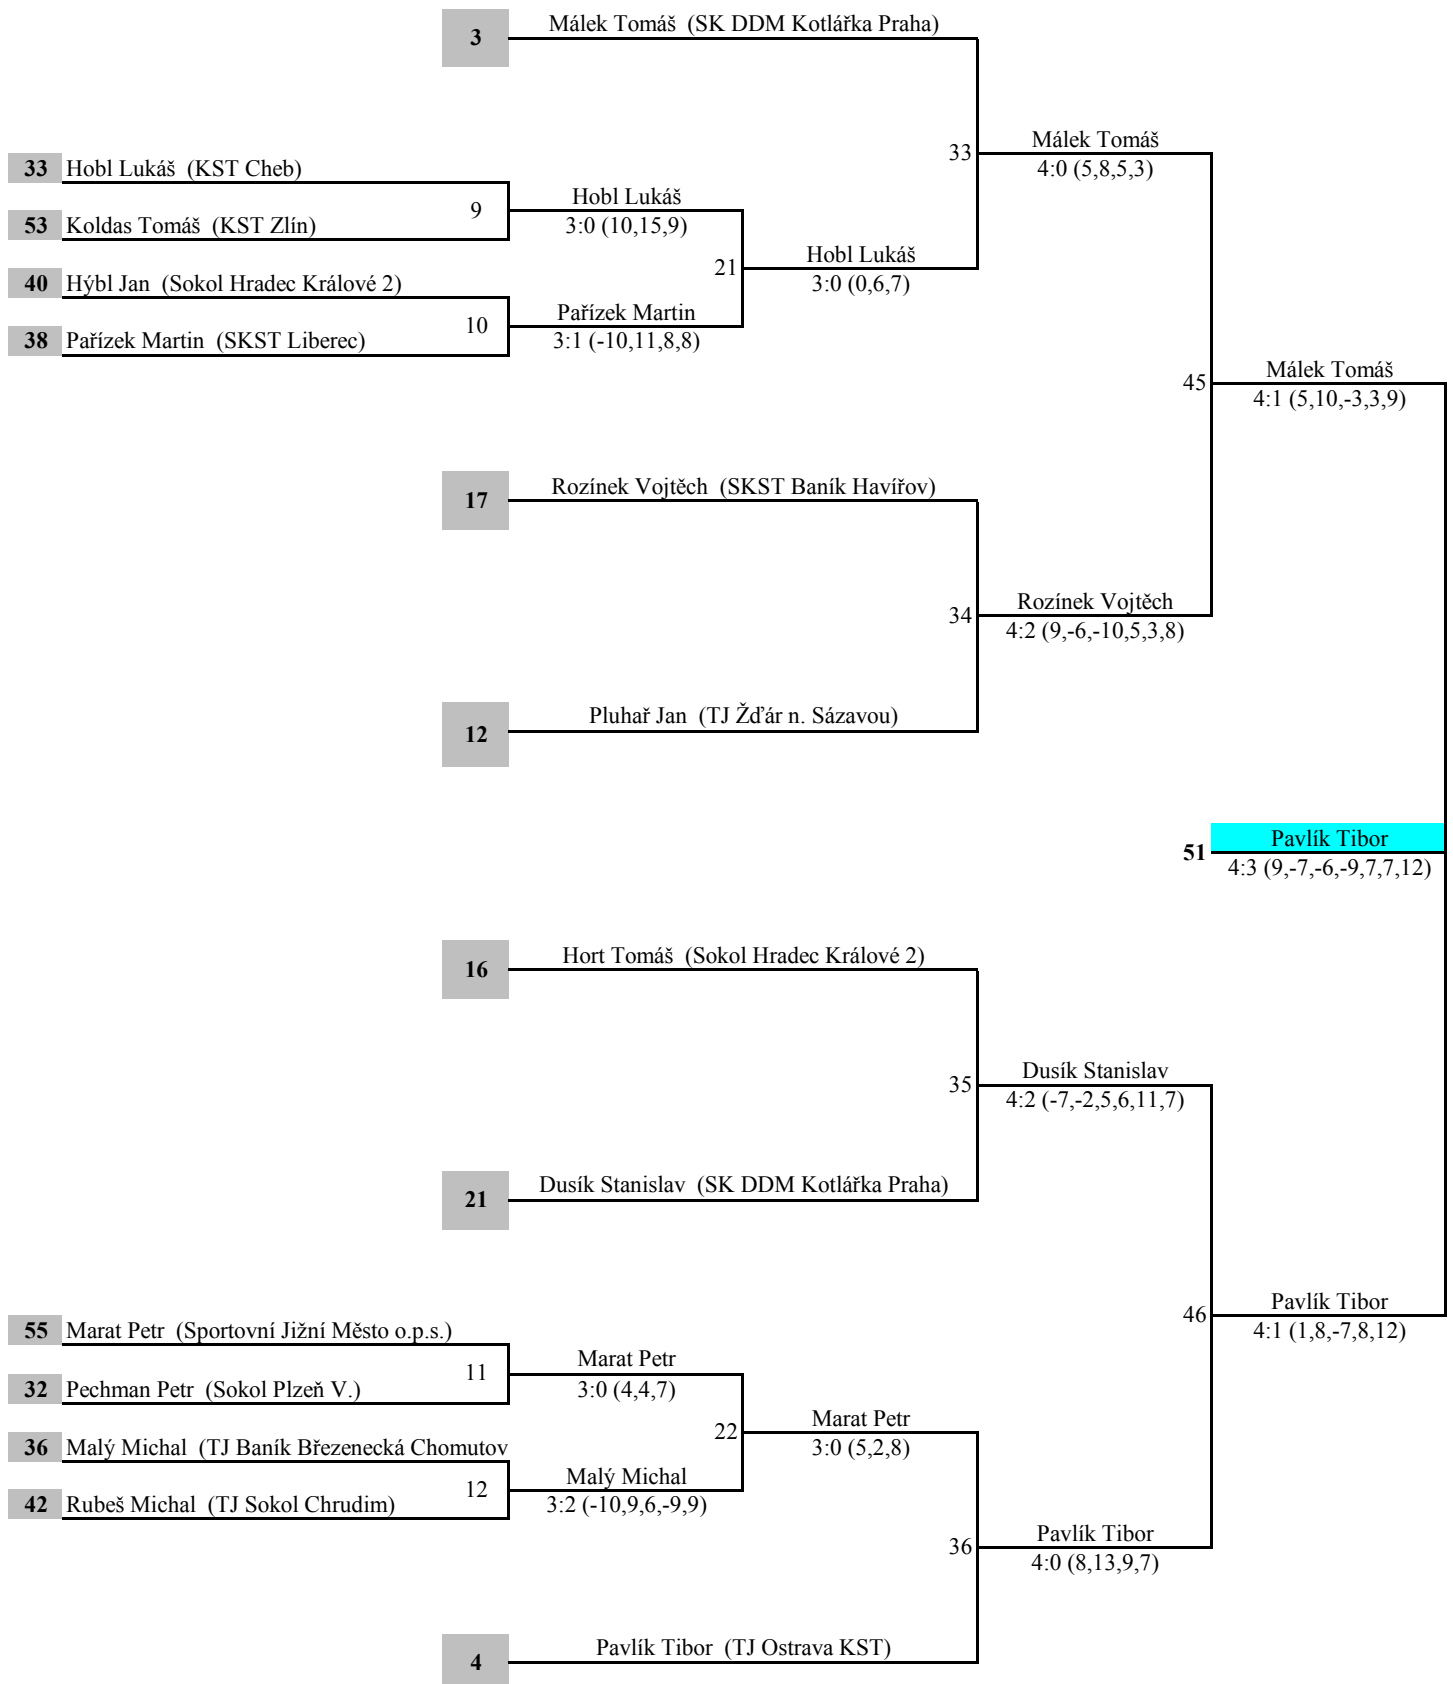 3 Málek Tomáš (SK DDM Kotlářka Praha)
33 Málek Tomáš
4:0 (5,8,5,3)
33 Hobl Lukáš (KST Cheb)
9 Hobl Lukáš
3:0 (10,15,9)
53 Koldas Tomáš (KST Zlín)
21 Hobl Lukáš
3:0 (0,6,7)
40 Hýbl Jan (Sokol Hradec Králové 2)
10 Pařízek Martin
3:1 (-10,11,8,8)
38 Pařízek Martin (SKST Liberec)
45 Málek Tomáš
4:1 (5,10,-3,3,9)
17 Rozínek Vojtěch (SKST Baník Havířov)
34 Rozínek Vojtěch
4:2 (9,-6,-10,5,3,8)
12 Pluhař Jan (TJ Žďár n. Sázavou)
51 Pavlík Tibor
4:3 (9,-7,-6,-9,7,7,12)
16 Hort Tomáš (Sokol Hradec Králové 2)
35 Dusík Stanislav
4:2 (-7,-2,5,6,11,7)
21 Dusík Stanislav (SK DDM Kotlářka Praha)
46 Pavlík Tibor
4:1 (1,8,-7,8,12)
55 Marat Petr (Sportovní Jižní Město o.p.s.)
11 Marat Petr
3:0 (4,4,7)
32 Pechman Petr (Sokol Plzeň V.)
22 Marat Petr
3:0 (5,2,8)
36 Malý Michal (TJ Baník Březenecká Chomutov
12 Malý Michal
3:2 (-10,9,6,-9,9)
42 Rubeš Michal (TJ Sokol Chrudim)
36 Pavlík Tibor
4:0 (8,13,9,7)
4 Pavlík Tibor (TJ Ostrava KST)